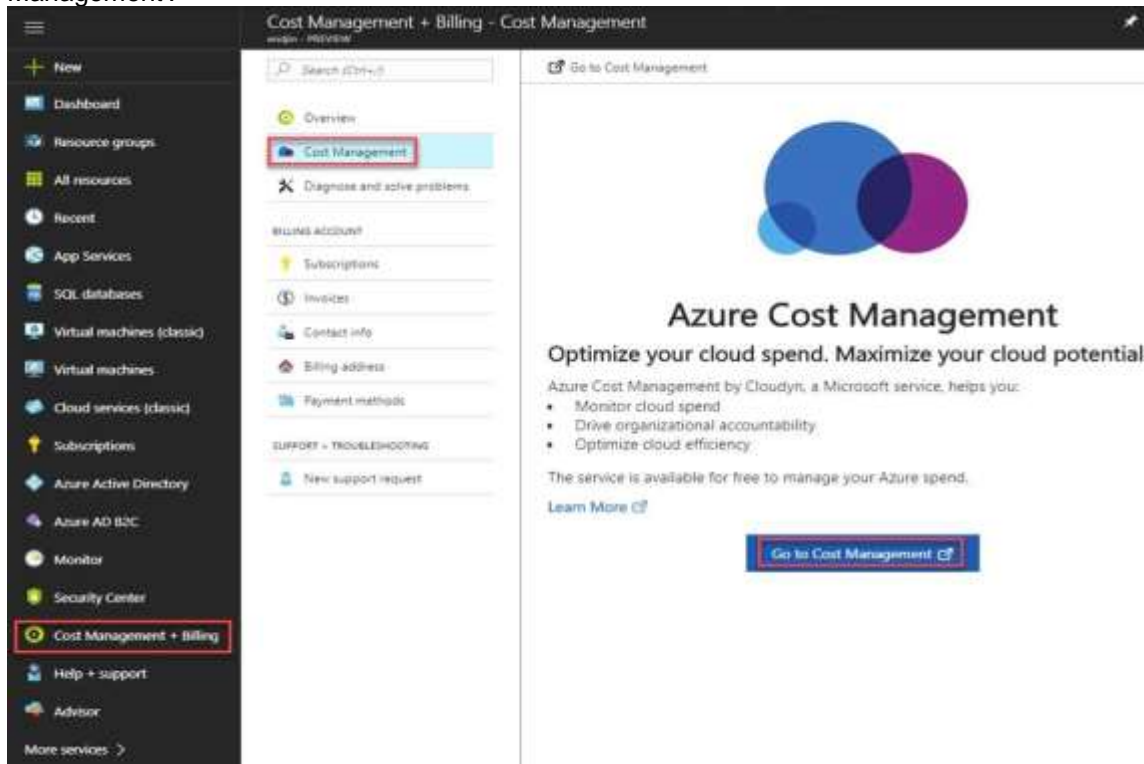 Management.
Cost Management + Billing - Cost Management
PREVIEW
New
Search (Ctrl+/)
Go to Cost Management
Dashboard
Overview
Resource groups
Cost Management
All resources
Diagnose and solve problems
Recent
BILLING ACCOUNT
App Services
Subscriptions
SQL databases
Invoices
Virtual machines (classic)
Contact info
Virtual machines
Billing address
Cloud services (classic)
Payment methods
Subscriptions
SUPPORT + TROUBLESHOOTING
Azure Active Directory
New support request
Azure AD B2C
Monitor
Security Center
Cost Management + Billing
Help + support
Advisor
More services >
Azure Cost Management
Optimize your cloud spend. Maximize your cloud potential
Azure Cost Management by Cloudyn, a Microsoft service, helps you:
• Monitor cloud spend
• Drive organizational accountability
• Optimize cloud efficiency
The service is available for free to manage your Azure spend.
Learn More
Go to Cost Management